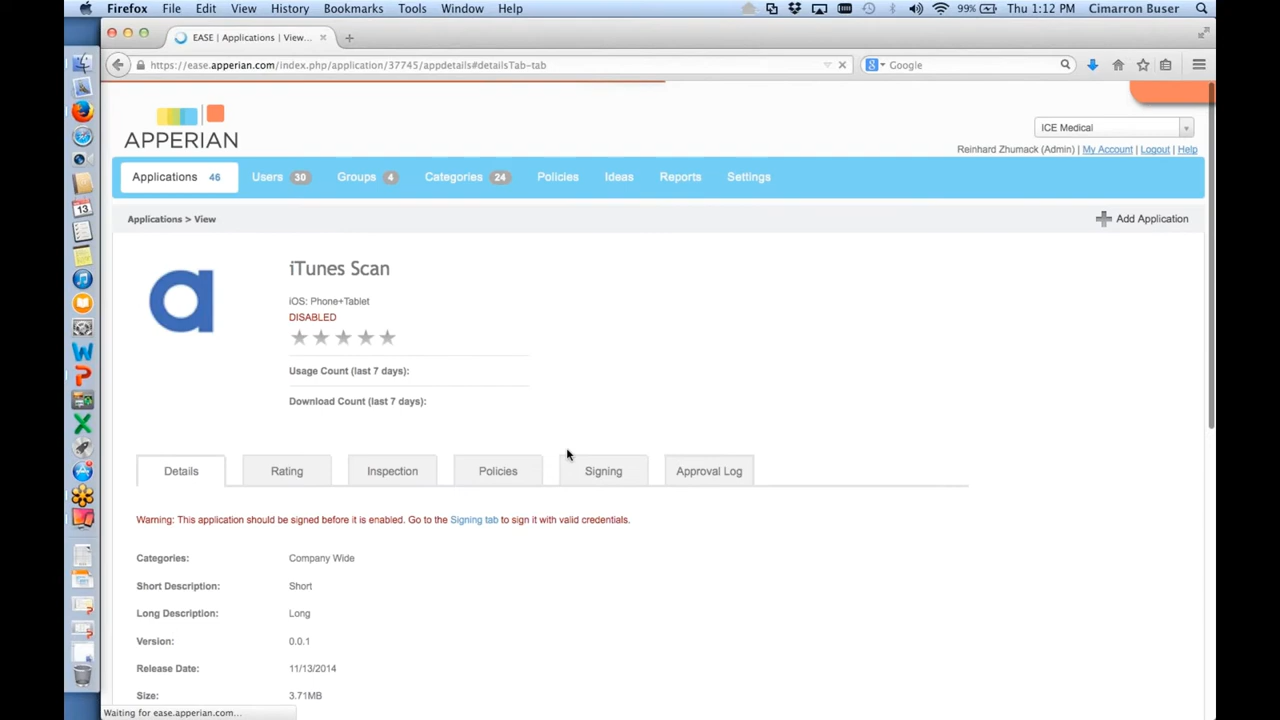 Firefox File Edit View History Bookmarks Tools Window Help 99% Thu 1:12 PM Cimarron Buser
EASE | Applications | View...
https://ease.apperian.com/index.php/application/37745/appdetails#detailsTab-tab Google
APPERIAN
ICE Medical
Reinhard Zhumack (Admin) | My Account | Logout | Help
Applications 46 Users 30 Groups 4 Categories 24 Policies Ideas Reports Settings
Applications > View Add Application
iTunes Scan
iOS: Phone+Tablet
DISABLED
Usage Count (last 7 days):
Download Count (last 7 days):
Details Rating Inspection Policies Signing Approval Log
Warning: This application should be signed before it is enabled. Go to the Signing tab to sign it with valid credentials.
Categories: Company Wide
Short Description: Short
Long Description: Long
Version: 0.0.1
Release Date: 11/13/2014
Size: 3.71MB
Waiting for ease.apperian.com...
13